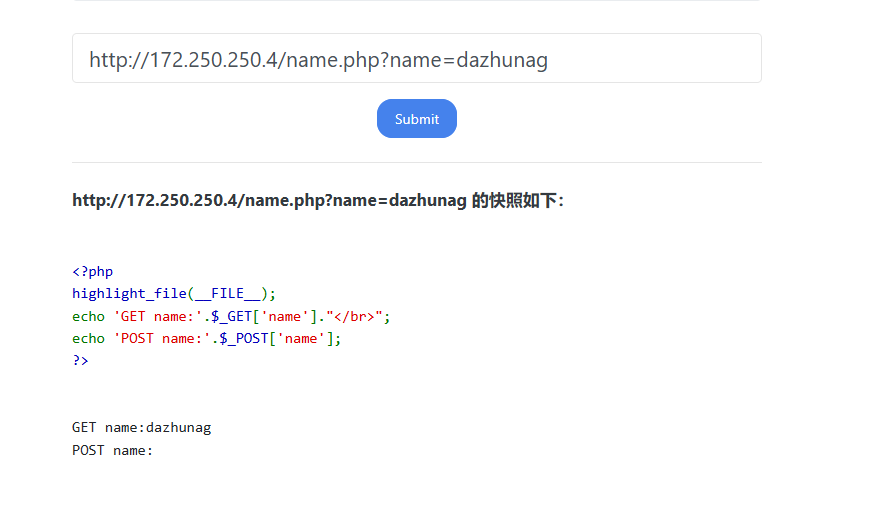 http://172.250.250.4/name.php?name=dazhunag
Submit
http://172.250.250.4/name.php?name=dazhunag 的快照如下：
<?php
highlight_file(__FILE__);
echo 'GET name:'.$_GET['name']."</br>";
echo 'POST name:'.$_POST['name'];
?>
GET name:dazhunag
POST name: